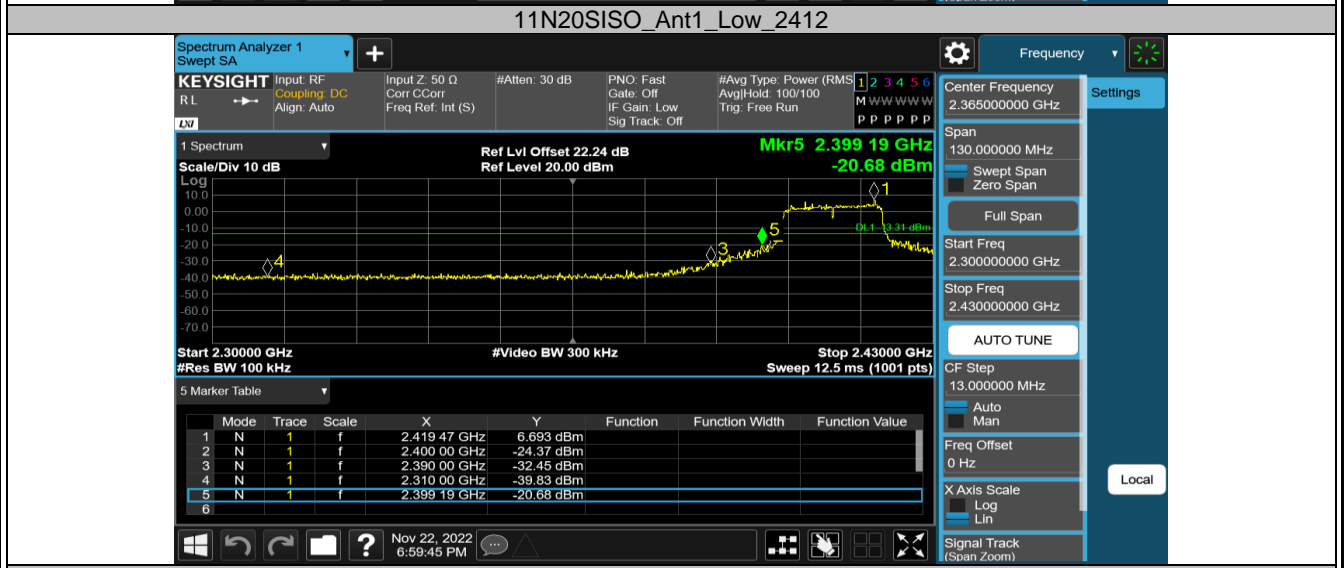 11N20SISO_Ant1_Low_2412
Spectrum Analyzer 1
Swept SA
+
Frequency
KEYSIGHT
RL
LXI
Input: RF
Coupling: DC
Align: Auto
Input Z: 50 Ω
Corr CCorr
Freq Ref: Int (S)
#Atten: 30 dB
PNO: Fast
Gate: Off
IF Gain: Low
Sig Track: Off
#Avg Type: Power (RMS
Avg|Hold: 100/100
Trig: Free Run
1 2 3 4 5 6
M W W W W W
P P P P P P
Center Frequency
2.365000000 GHz
Settings
Span
130.000000 MHz
Swept Span
Zero Span
Full Span
Start Freq
2.300000000 GHz
Stop Freq
2.430000000 GHz
AUTO TUNE
CF Step
13.000000 MHz
Auto
Man
Freq Offset
0 Hz
X Axis Scale
Log
Lin
Signal Track
(Span Zoom)
Local
1 Spectrum
Scale/Div 10 dB
Ref Lvl Offset 22.24 dB
Ref Level 20.00 dBm
Mkr5 2.399 19 GHz
-20.68 dBm
Log
10.0
0.00
-10.0
-20.0
-30.0
-40.0
-50.0
-60.0
-70.0
1
DL1 -13.31 dBm
5
3
4
Start 2.30000 GHz
#Video BW 300 kHz
Stop 2.43000 GHz
#Res BW 100 kHz
Sweep 12.5 ms (1001 pts)
5 Marker Table
Mode Trace Scale X Y Function Function Width Function Value
1 N 1 f 2.419 47 GHz 6.693 dBm
2 N 1 f 2.400 00 GHz -24.37 dBm
3 N 1 f 2.390 00 GHz -32.45 dBm
4 N 1 f 2.310 00 GHz -39.83 dBm
5 N 1 f 2.399 19 GHz -20.68 dBm
6
?
Nov 22, 2022
6:59:45 PM